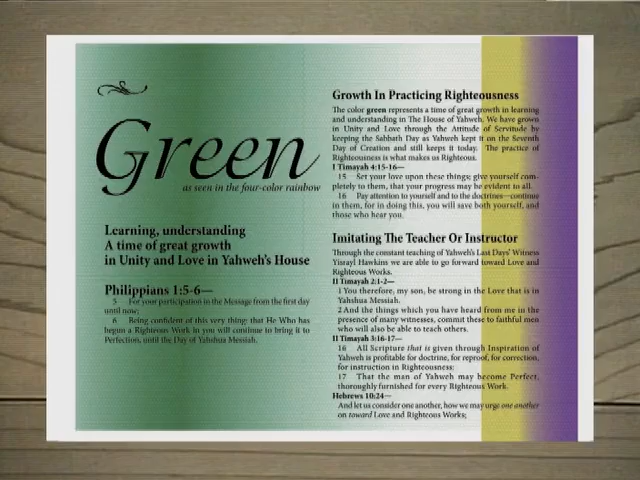 Green
as seen in the four-color rainbow
Learning, understanding
A time of great growth
in Unity and Love in Yahweh's House
Philippians 1:5-6—
5 For your participation in the Message from the first day
until now;
6 Being confident of this very thing: that He Who has
begun a Righteous Work in you will continue to bring it to
Perfection, until the Day of Yahshua Messiah.
Growth In Practicing Righteousness
The color green represents a time of great growth in learning
and understanding in The House of Yahweh. We have grown
in Unity and Love through the Attitude of Servitude by
keeping the Sabbath Day as Yahweh kept it on the Seventh
Day of Creation and still keeps it today. The practice of
Righteousness is what makes us Righteous.
I Timayah 4:15-16—
15 Set your love upon these things; give yourself com-
pletely to them, that your progress may be evident to all.
16 Pay attention to yourself and to the doctrines—continue
in them, for in doing this, you will save both yourself, and
those who hear you.
Imitating The Teacher Or Instructor
Through the constant teaching of Yahweh's Last Days' Witness
Yisrayl Hawkins we are able to go forward toward Love and
Righteous Works.
II Timayah 2:1-2—
1 You therefore, my son, be strong in the Love that is in
Yahshua Messiah.
2 And the things which you have heard from me in the
presence of many witnesses, commit these to faithful men
who will also be able to teach others.
II Timayah 3:16-17—
16 All Scripture that is given through Inspiration of
Yahweh is profitable for doctrine, for reproof, for correction,
for instruction in Righteousness:
17 That the man of Yahweh may become Perfect,
thoroughly furnished for every Righteous Work.
Hebrews 10:24—
And let us consider one another, how we may urge one another
on toward Love and Righteous Works;